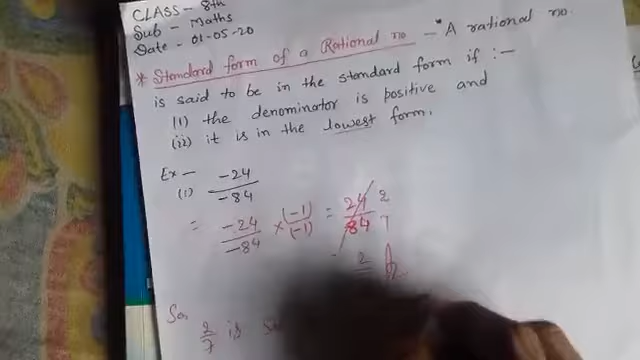 CLASS - 8th
Sub - Maths
Date - 01-05-20
* Standard form of a Rational no - "A rational no.
is said to be in the standard form if :-
(i) the denominator is positive and
(ii) it is in the lowest form.
Ex - (i) -24/-84
= -24/-84 × (-1)/(-1) = 24/84 2/7
2
So, 2/7 is